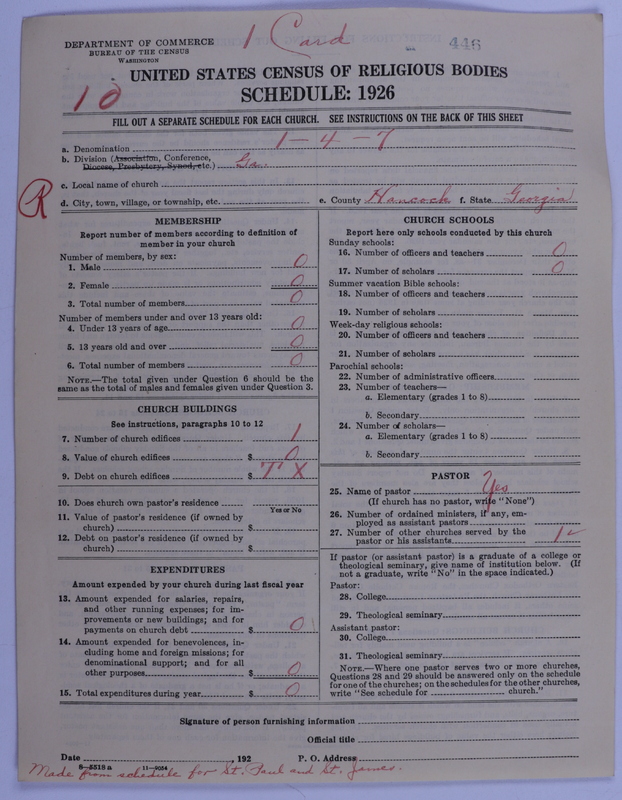 1 Card
446
DEPARTMENT OF COMMERCE
BUREAU OF THE CENSUS
WASHINGTON
UNITED STATES CENSUS OF RELIGIOUS BODIES
10
SCHEDULE: 1926
FILL OUT A SEPARATE SCHEDULE FOR EACH CHURCH. SEE INSTRUCTIONS ON THE BACK OF THIS SHEET
a. Denomination 1-4-7
b. Division (Association, Conference, Diocese, Presbytery, Synod, etc.) Ga.
c. Local name of church
R
d. City, town, village, or township, etc. e. County Hancock f. State Georgia
MEMBERSHIP
Report number of members according to definition of
member in your church
Number of members, by sex:
1. Male 0
2. Female 0
3. Total number of members 0
Number of members under and over 13 years old:
4. Under 13 years of age 0
5. 13 years old and over 0
6. Total number of members 0
NOTE.—The total given under Question 6 should be
same as the total of males and females given under Question 3.
CHURCH BUILDINGS
See instructions, paragraphs 10 to 12
7. Number of church edifices 1
8. Value of church edifices $ 0
9. Debt on church edifices $ T X
10. Does church own pastor's residence
Yes or No
11. Value of pastor's residence (if owned by
church) $
12. Debt on pastor's residence (if owned by
church) $
EXPENDITURES
Amount expended by your church during last fiscal year
13. Amount expended for salaries, repairs,
and other running expenses; for im-
provements or new buildings; and for
payments on church debt $ 0
14. Amount expended for benevolences, in-
cluding home and foreign missions; for
denominational support; and for all
other purposes $ 0
15. Total expenditures during year $ 0
CHURCH SCHOOLS
Report here only schools conducted by this church
Sunday schools:
16. Number of officers and teachers 0
17. Number of scholars 0
Summer vacation Bible schools:
18. Number of officers and teachers
19. Number of scholars
Week-day religious schools:
20. Number of officers and teachers
21. Number of scholars
Parochial schools:
22. Number of administrative officers
23. Number of teachers—
a. Elementary (grades 1 to 8)
b. Secondary
24. Number of scholars—
a. Elementary (grades 1 to 8)
b. Secondary
PASTOR
25. Name of pastor Yes
(If church has no pastor, write "None")
26. Number of ordained ministers, if any, em-
ployed as assistant pastors
27. Number of other churches served by the
pastor or his assistants 1
If pastor (or assistant pastor) is a graduate of a college or
theological seminary, give name of institution below. (If
not a graduate, write "No" in the space indicated.)
Pastor:
28. College
29. Theological seminary
Assistant pastor:
30. College
31. Theological seminary
NOTE.—Where one pastor serves two or more churches,
Questions 28 and 29 should be answered only on the schedule
for one of the churches; on the schedules for the other churches,
write "See schedule for church."
Signature of person furnishing information
Official title
Date , 192 P. O. Address
8—5518 a 11—9054
Made from schedule for St. Paul and St. James.